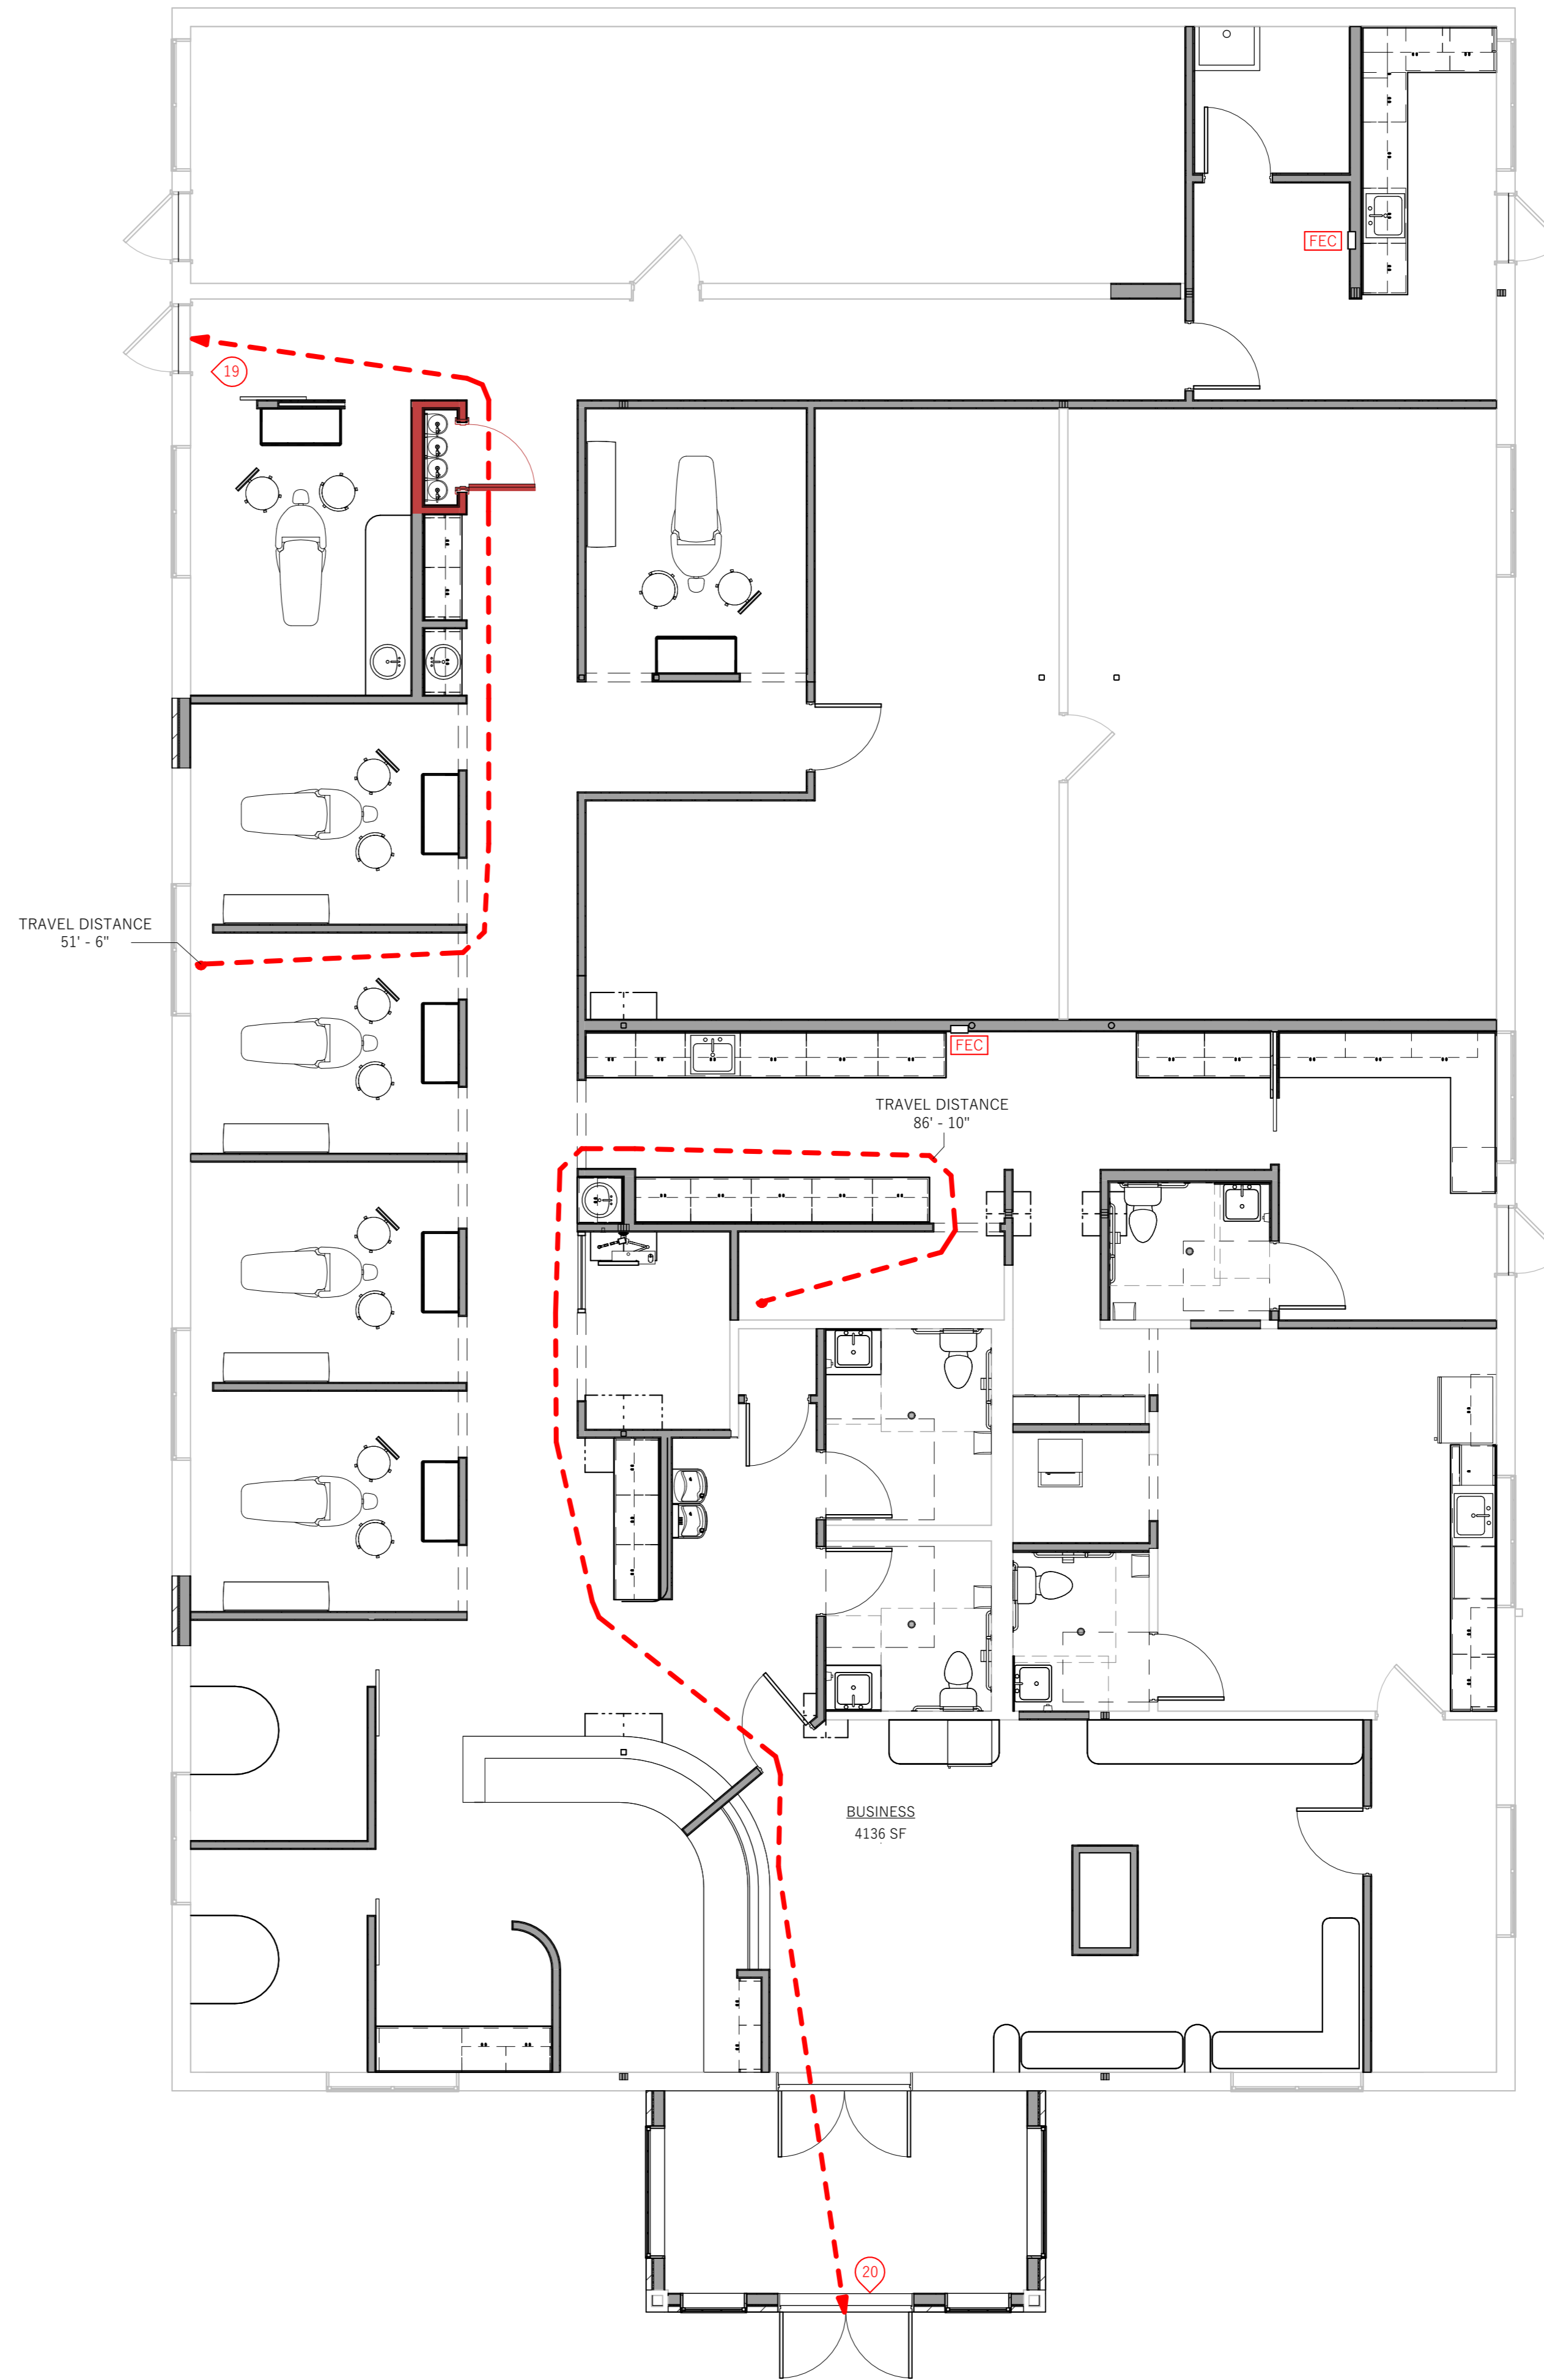 FEC
19
TRAVEL DISTANCE
51' - 6"
FEC
TRAVEL DISTANCE
86' - 10"
BUSINESS
4136 SF
20